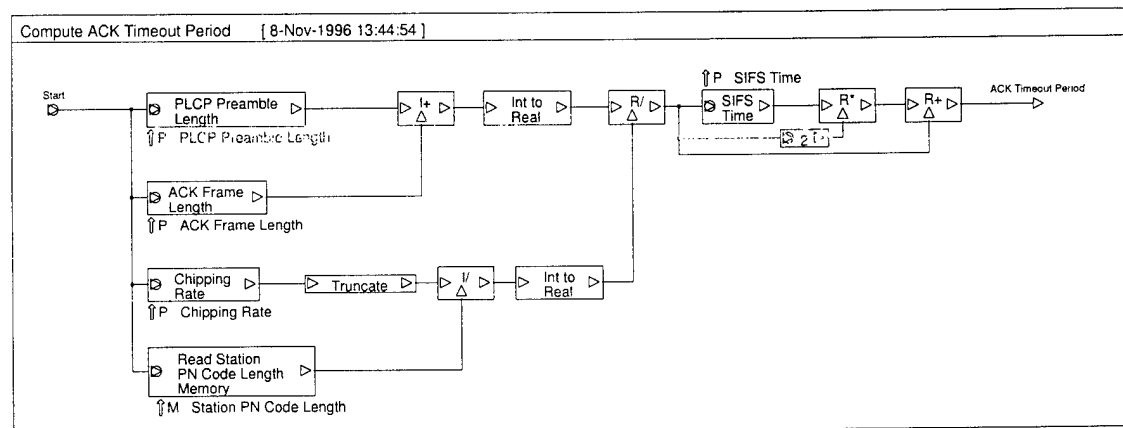 Compute ACK Timeout Period [ 8-Nov-1996 13:44:54 ]
Start
PLCP Preamble
Length
P PLCP Preamble Length
I+
Int to
Real
R/
P SIFS Time
SIFS
Time
R*
R+
ACK Timeout Period
2
ACK Frame
Length
P ACK Frame Length
Chipping
Rate
P Chipping Rate
Truncate
I/
Int to
Real
Read Station
PN Code Length
Memory
M Station PN Code Length